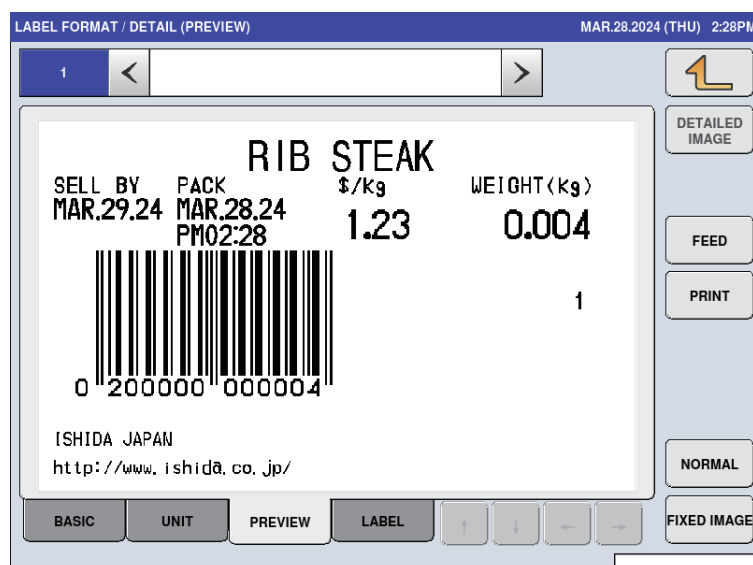 LABEL FORMAT / DETAIL (PREVIEW) MAR.28.2024 (THU) 2:28PM
1
DETAILED
IMAGE
RIB STEAK
SELL BY PACK $/Kg WEIGHT(Kg)
MAR.29.24 MAR.28.24 1.23 0.004
PM02:28
FEED
1
PRINT
0 200000 000004
ISHIDA JAPAN
http://www.ishida.co.jp/
NORMAL
BASIC UNIT PREVIEW LABEL ↑ ↓ ← →
FIXED IMAGE